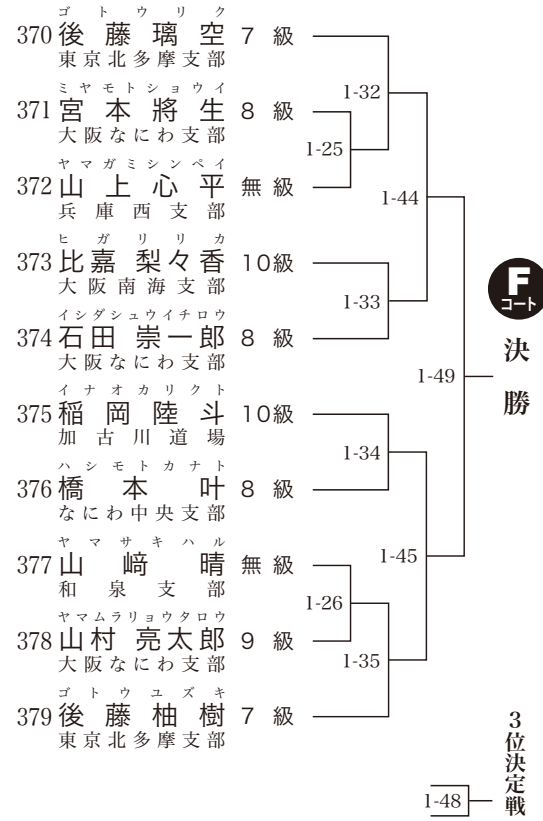 ゴトウリク
370 後藤璃空 7級
東京北多摩支部
ミヤモトショウイ
371 宮本將生 8級
大阪なにわ支部
ヤマガミシンペイ
372 山上心平 無級
兵庫西支部
ヒガリリカ
373 比嘉 梨々香 10級
大阪南海支部
イシダシュウイチロウ
374 石田 崇一郎 8級
大阪なにわ支部
イナオカリクト
375 稲岡陸斗 10級
加古川道場
ハシモトカナト
376 橋本叶 8級
なにわ中央支部
ヤマサキハル
377 山﨑晴 無級
和泉支部
ヤマムラリョウタロウ
378 山村 亮太郎 9級
大阪なにわ支部
ゴトウユズキ
379 後藤柚樹 7級
東京北多摩支部
1-32
1-25
1-44
1-33
1-49
1-34
1-45
1-26
1-35
F
コート
決勝
3位決定戦
1-48